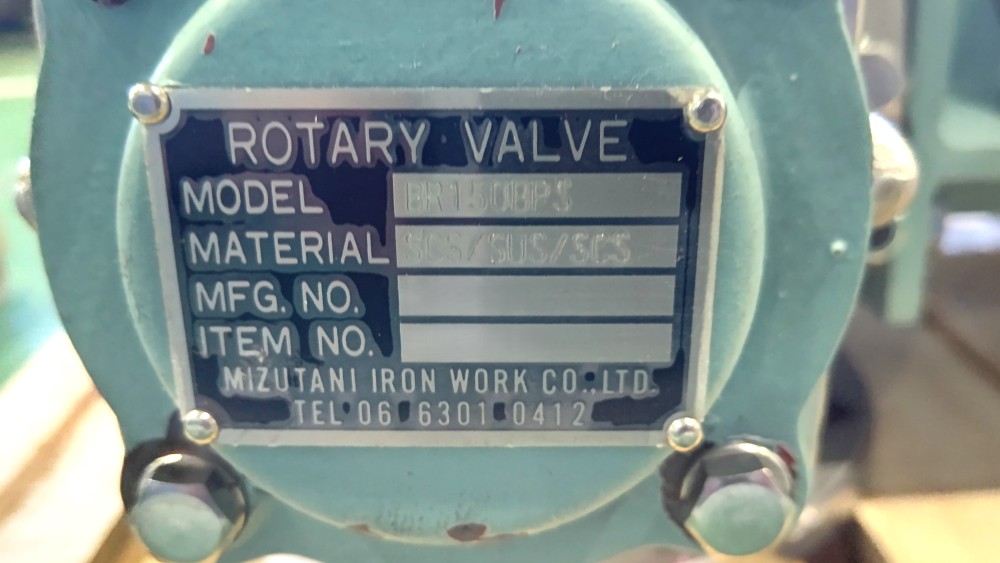 ROTARY VALVE
MODEL BR150BPS
MATERIAL SCS/SUS/SCS
MFG. NO.
ITEM NO.
MIZUTANI IRON WORK CO.,LTD.
TEL 06 6301 0412